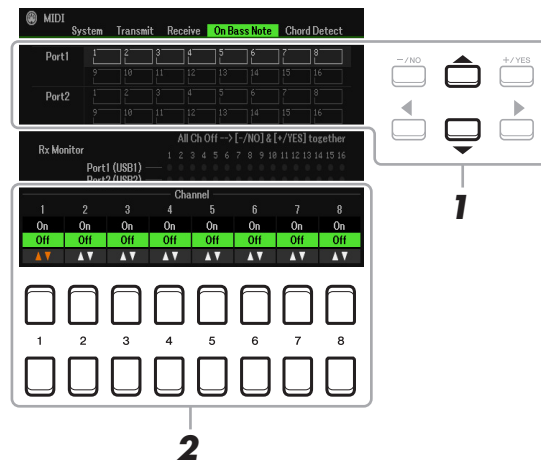 MIDI
System Transmit Receive On Bass Note Chord Detect
Port1 1 2 3 4 5 6 7 8
9 10 11 12 13 14 15 16
Port2 1 2 3 4 5 6 7 8
9 10 11 12 13 14 15 16
–/NO +/YES
1
All Ch Off --> [-/NO] & [+/YES] together
Rx Monitor 1 2 3 4 5 6 7 8 9 10 11 12 13 14 15 16
Port1 (USB1)
Port2 (USB2)
Channel
1 2 3 4 5 6 7 8
On On On On On On On On
Off Off Off Off Off Off Off Off
1 2 3 4 5 6 7 8
2